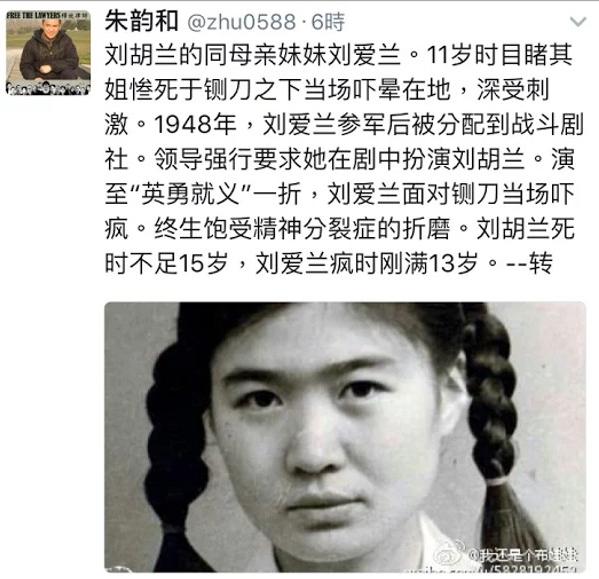 FREE THE LAWYERS 釋放律師
朱韵和 @zhu0588 · 6時
刘胡兰的同母亲妹妹刘爱兰。11岁时目睹其
姐惨死于铡刀之下当场吓晕在地，深受刺
激。1948年，刘爱兰参军后被分配到战斗剧
社。领导强行要求她在剧中扮演刘胡兰。演
至“英勇就义”一折，刘爱兰面对铡刀当场吓
疯。终生饱受精神分裂症的折磨。刘胡兰死
时不足15岁，刘爱兰疯时刚满13岁。--转
@我还是个布娃娃